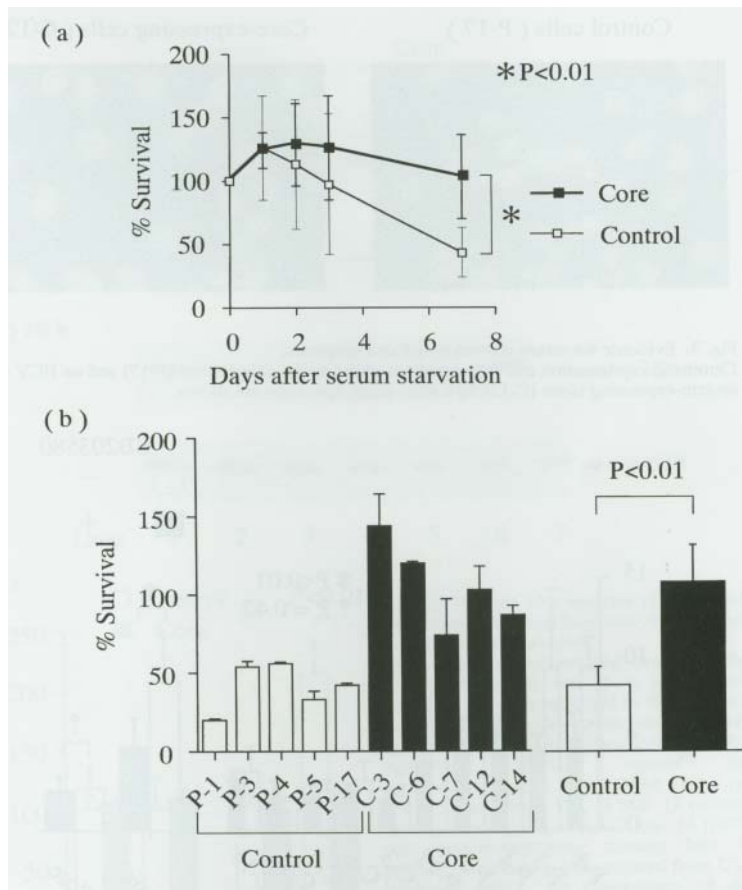 (a)
200
150
100
50
0
% Survival
0 2 4 6 8
Days after serum starvation
*P<0.01
*
Core
Control
(b)
200
150
100
50
0
% Survival
P-1 P-3 P-4 P-5 P-17 C-3 C-6 C-7 C-12 C-14
Control Core
P<0.01
Control Core